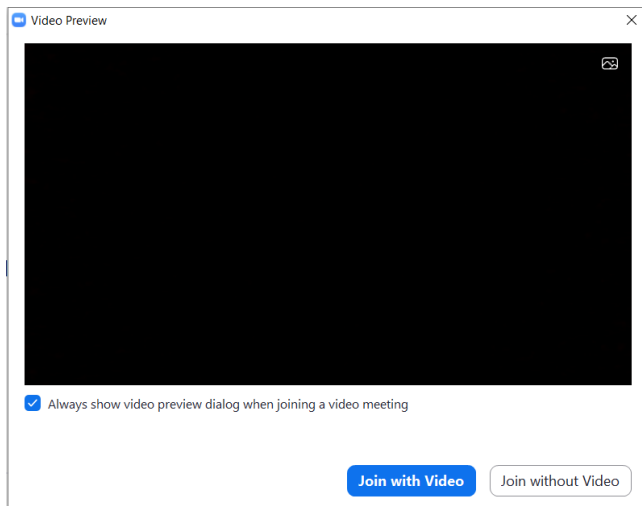 Video Preview
Always show video preview dialog when joining a video meeting
Join with Video
Join without Video